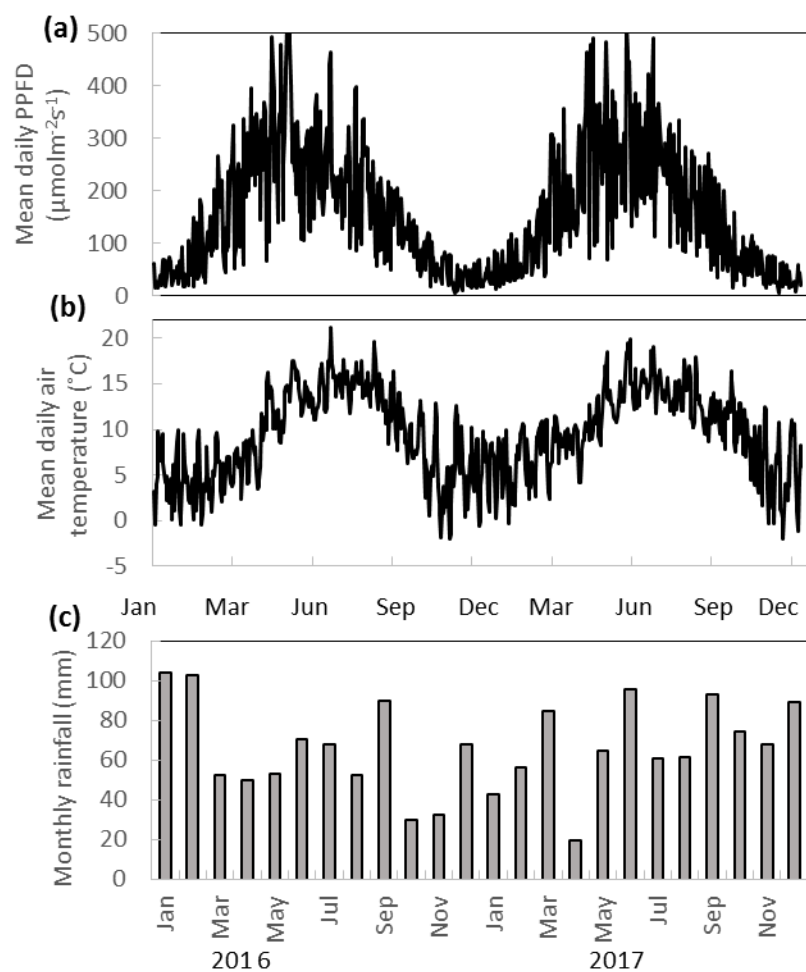 (a)
Mean daily PPFD
(µmolm⁻²s⁻¹)
500
400
300
200
100
0
(b)
Mean daily air
temperature (˚C)
20
15
10
5
0
-5
Jan Mar Jun Sep Dec Mar Jun Sep Dec
(c)
Monthly rainfall (mm)
120
100
80
60
40
20
0
Jan Mar May Jul Sep Nov Jan Mar May Jul Sep Nov
2016 2017